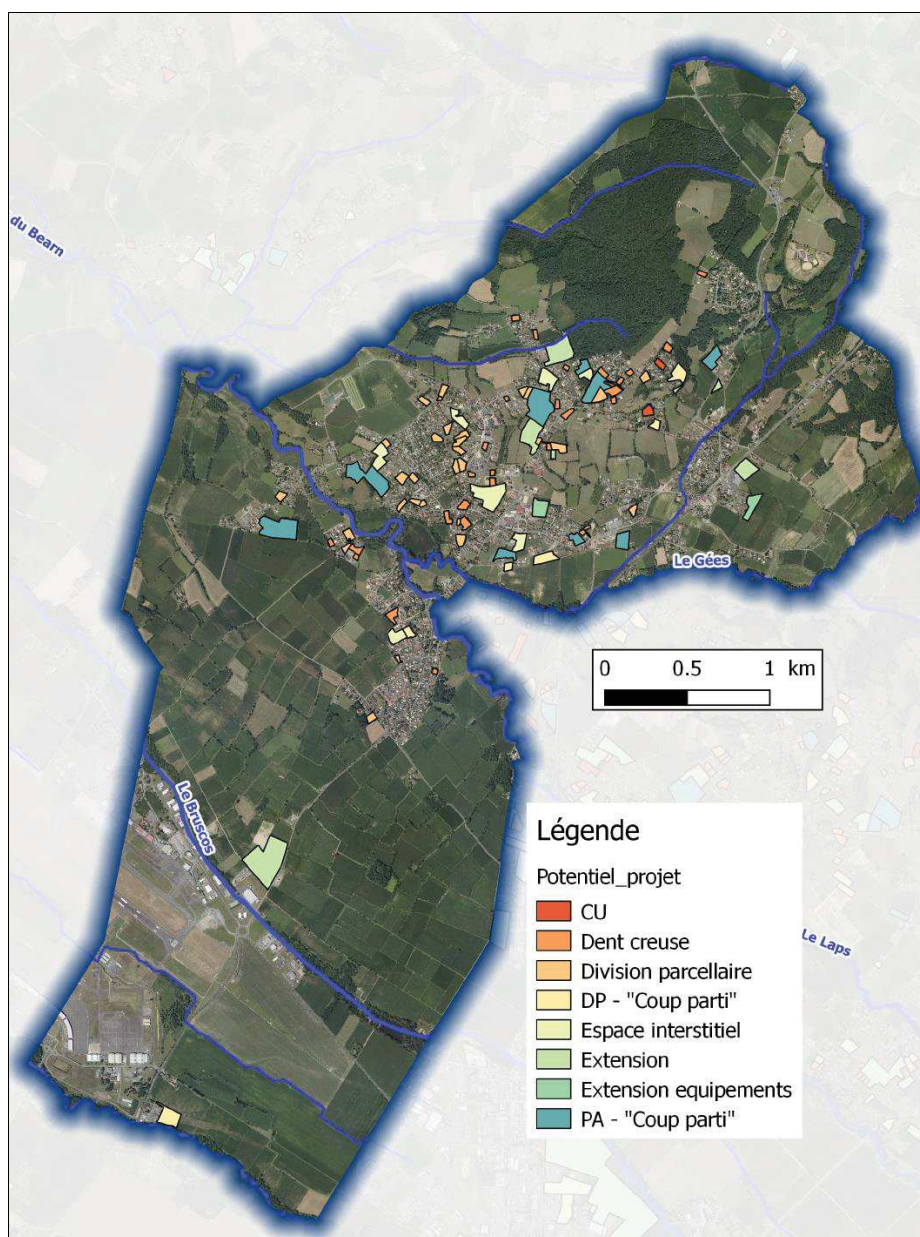 du Bearn
Le Gées
0 0.5 1 km
Le Bruscos
Légende
Potentiel_projet
CU
Dent creuse
Division parcellaire
DP - "Coup parti"
Espace interstitiel
Extension
Extension equipements
PA - "Coup parti"
Le Laps